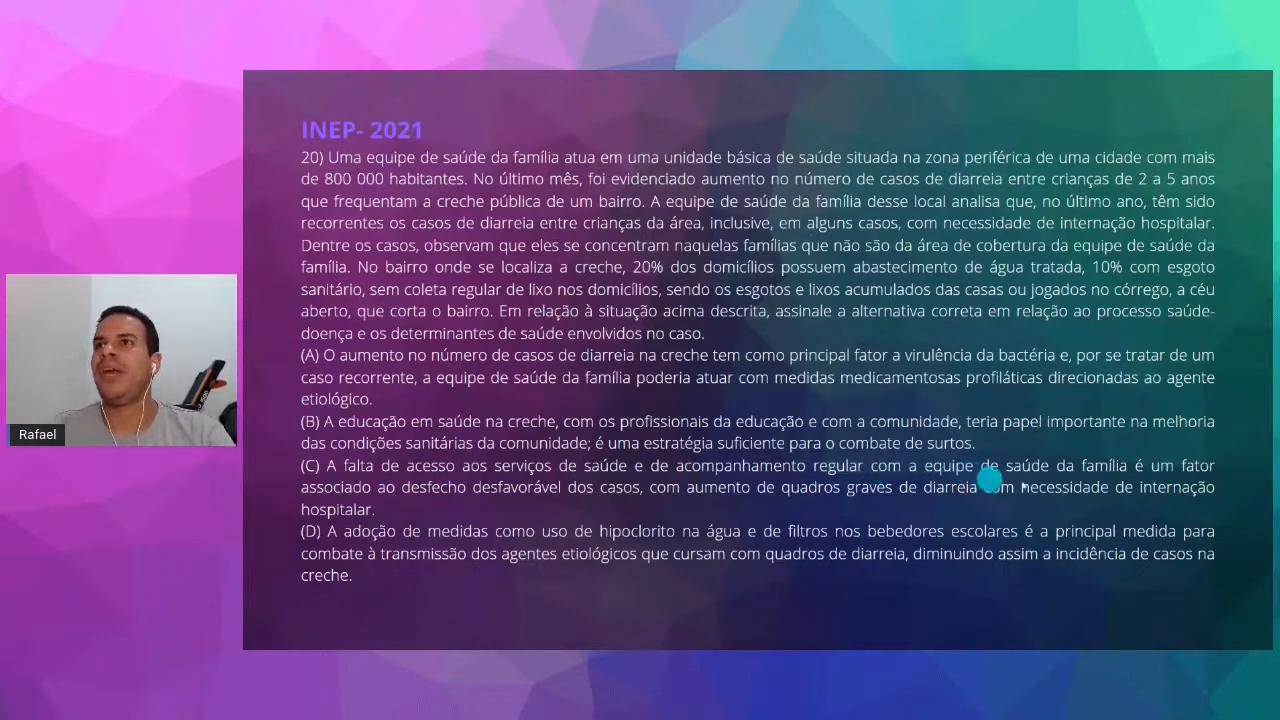 INEP- 2021
20) Uma equipe de saúde da família atua em uma unidade básica de saúde situada na zona periférica de uma cidade com mais
de 800 000 habitantes. No último mês, foi evidenciado aumento no número de casos de diarreia entre crianças de 2 a 5 anos
que frequentam a creche pública de um bairro. A equipe de saúde da família desse local analisa que, no último ano, têm sido
recorrentes os casos de diarreia entre crianças da área, inclusive, em alguns casos, com necessidade de internação hospitalar.
Dentre os casos, observam que eles se concentram naquelas famílias que não são da área de cobertura da equipe de saúde da
família. No bairro onde se localiza a creche, 20% dos domicílios possuem abastecimento de água tratada, 10% com esgoto
sanitário, sem coleta regular de lixo nos domicílios, sendo os esgotos e lixos acumulados das casas ou jogados no córrego, a céu
aberto, que corta o bairro. Em relação à situação acima descrita, assinale a alternativa correta em relação ao processo saúde-
doença e os determinantes de saúde envolvidos no caso.
(A) O aumento no número de casos de diarreia na creche tem como principal fator a virulência da bactéria e, por se tratar de um
caso recorrente, a equipe de saúde da família poderia atuar com medidas medicamentosas profiláticas direcionadas ao agente
etiológico.
(B) A educação em saúde na creche, com os profissionais da educação e com a comunidade, teria papel importante na melhoria
das condições sanitárias da comunidade; é uma estratégia suficiente para o combate de surtos.
(C) A falta de acesso aos serviços de saúde e de acompanhamento regular com a equipe de saúde da família é um fator
associado ao desfecho desfavorável dos casos, com aumento de quadros graves de diarreia com necessidade de internação
hospitalar.
(D) A adoção de medidas como uso de hipoclorito na água e de filtros nos bebedores escolares é a principal medida para
combate à transmissão dos agentes etiológicos que cursam com quadros de diarreia, diminuindo assim a incidência de casos na
creche.
Rafael